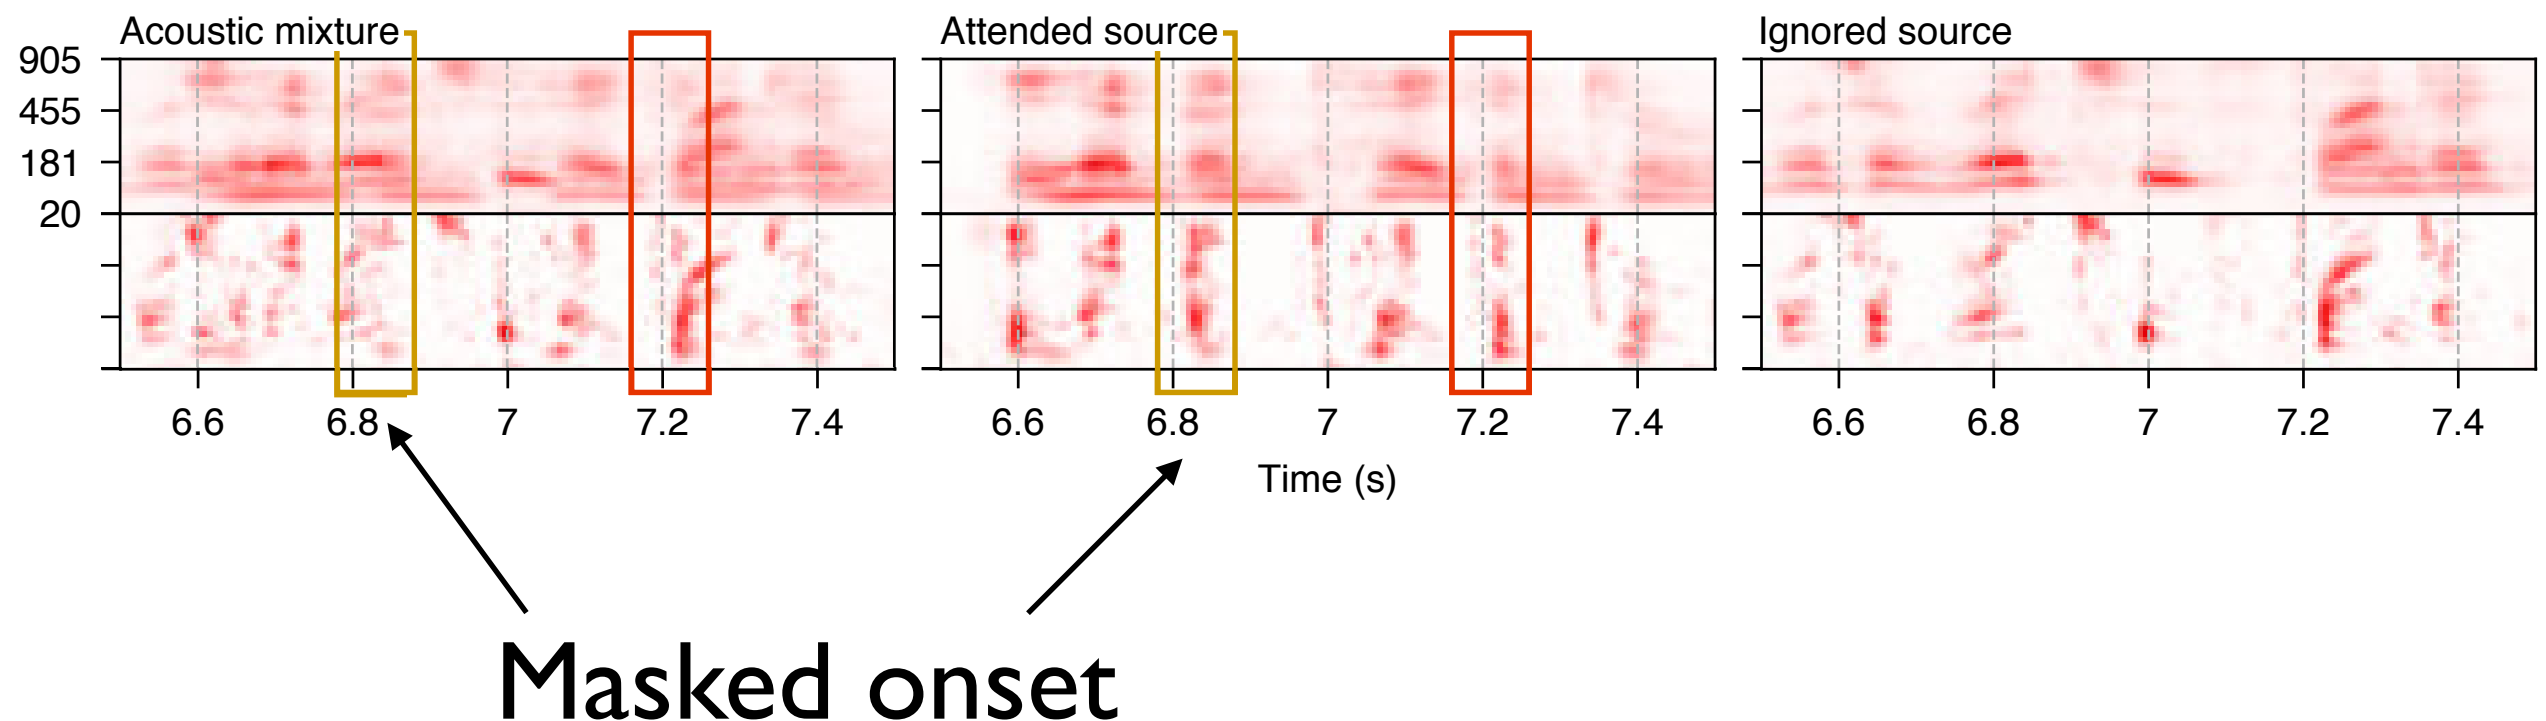 Acoustic mixture
Attended source
Ignored source
905
455
181
20
6.6 6.8 7 7.2 7.4
6.6 6.8 7 7.2 7.4
6.6 6.8 7 7.2 7.4
Time (s)
Masked onset